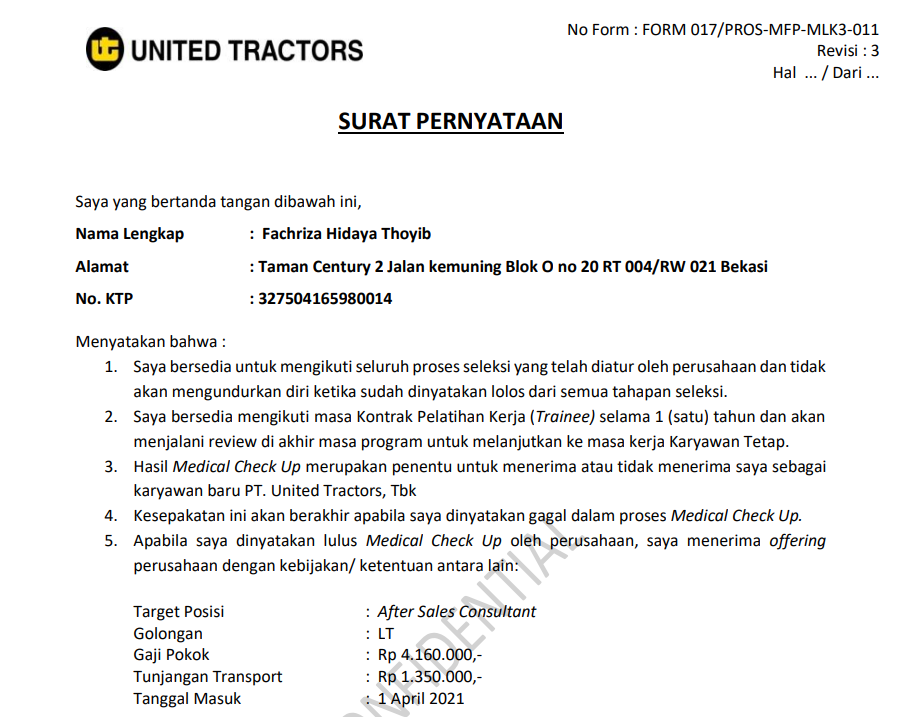 UNITED TRACTORS
No Form : FORM 017/PROS-MFP-MLK3-011
Revisi : 3
Hal ... / Dari ...
SURAT PERNYATAAN
Saya yang bertanda tangan dibawah ini,
Nama Lengkap : Fachriza Hidaya Thoyib
Alamat : Taman Century 2 Jalan kemuning Blok O no 20 RT 004/RW 021 Bekasi
No. KTP : 327504165980014
Menyatakan bahwa :
1. Saya bersedia untuk mengikuti seluruh proses seleksi yang telah diatur oleh perusahaan dan tidak
akan mengundurkan diri ketika sudah dinyatakan lolos dari semua tahapan seleksi.
2. Saya bersedia mengikuti masa Kontrak Pelatihan Kerja (Trainee) selama 1 (satu) tahun dan akan
menjalani review di akhir masa program untuk melanjutkan ke masa kerja Karyawan Tetap.
3. Hasil Medical Check Up merupakan penentu untuk menerima atau tidak menerima saya sebagai
karyawan baru PT. United Tractors, Tbk
4. Kesepakatan ini akan berakhir apabila saya dinyatakan gagal dalam proses Medical Check Up.
5. Apabila saya dinyatakan lulus Medical Check Up oleh perusahaan, saya menerima offering
perusahaan dengan kebijakan/ ketentuan antara lain:
Target Posisi : After Sales Consultant
Golongan : LT
Gaji Pokok : Rp 4.160.000,-
Tunjangan Transport : Rp 1.350.000,-
Tanggal Masuk : 1 April 2021